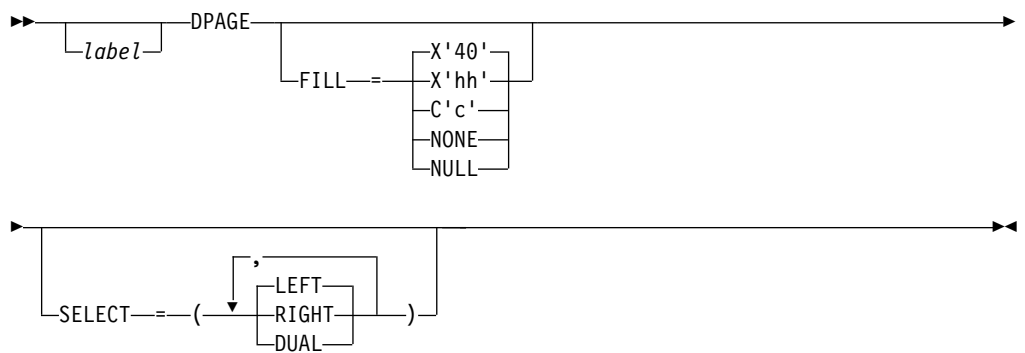 label DPAGE
FILL = X'40'
X'hh'
C'c'
NONE
NULL
,
SELECT = ( LEFT )
RIGHT
DUAL